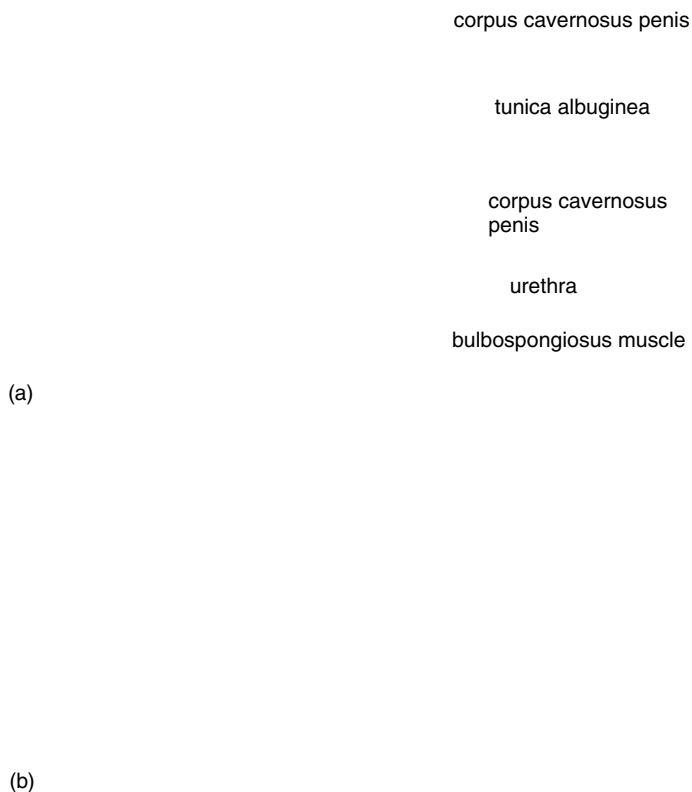 corpus cavernosus penis
tunica albuginea
corpus cavernosus
penis
urethra
bulbospongiosus muscle
(a)
(b)